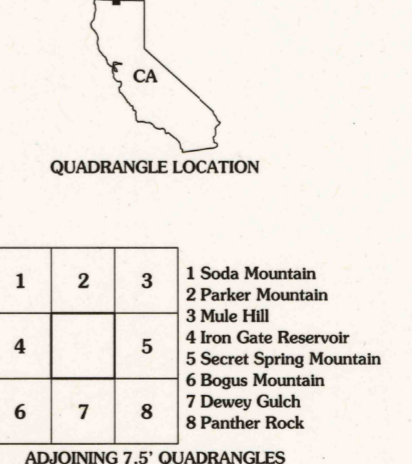 CA
QUADRANGLE LOCATION
1 2 3
4 5
6 7 8
1 Soda Mountain
2 Parker Mountain
3 Mule Hill
4 Iron Gate Reservoir
5 Secret Spring Mountain
6 Bogus Mountain
7 Dewey Gulch
8 Panther Rock
ADJOINING 7.5' QUADRANGLES